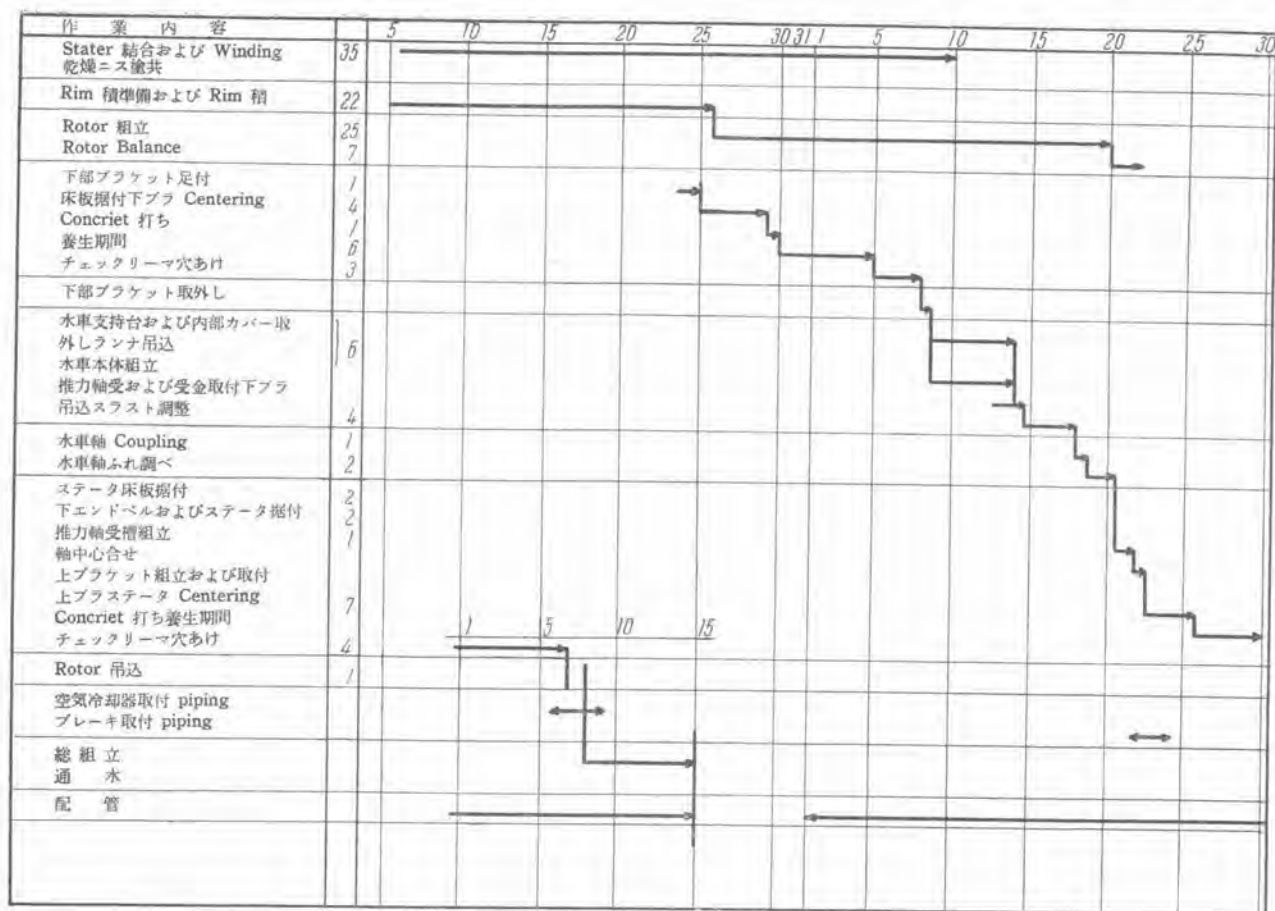 作業内容 5 10 15 20 25 30 31 1 5 10 15 20 25 30
Stater 結合および Winding 35
乾燥ニス塗共
Rim 積準備および Rim 積 22
Rotor 組立 25
Rotor Balance 7
下部ブラケット足付 1
床板据付下ブラ Centering 4
Concriet 打ち 1
養生期間 6
チェックリーマ穴あけ 3
下部ブラケット取外し
水車支持台および内部カバー取
外しランナ吊込 6
水車本体組立
推力軸受および受金取付下ブラ
吊込スラスト調整 4
水車軸 Coupling 1
水車軸ふれ調べ 2
ステータ床板据付 2
下エンドベルおよびステータ据付 2
推力軸受槽組立 1
軸中心合せ
上ブラケット組立および取付
上ブラステータ Centering
Concriet 打ち養生期間 7
チェックリーマ穴あけ 4
1 5 10 15
Rotor 吊込 1
空気冷却器取付 piping
ブレーキ取付 piping
総組立
通水
配管